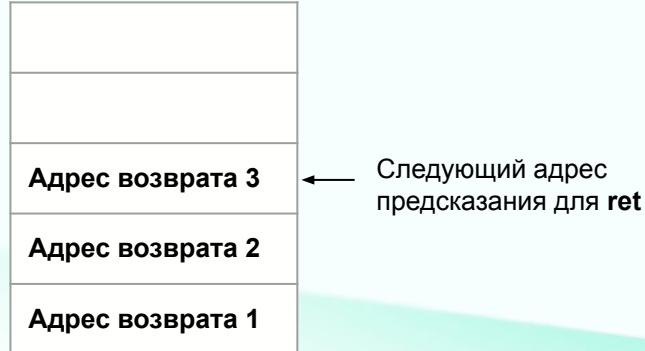 Адрес возврата 3
Следующий адрес
предсказания для ret
Адрес возврата 2
Адрес возврата 1